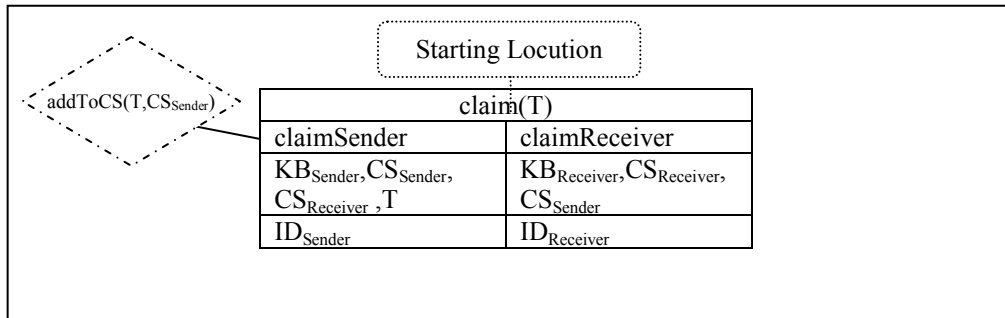 Starting Locution
addToCS(T,CSSender)
claim(T)
claimSender claimReceiver
KBSender,CSSender, KBReceiver,CSReceiver,
CSReceiver ,T CSSender
IDSender IDReceiver